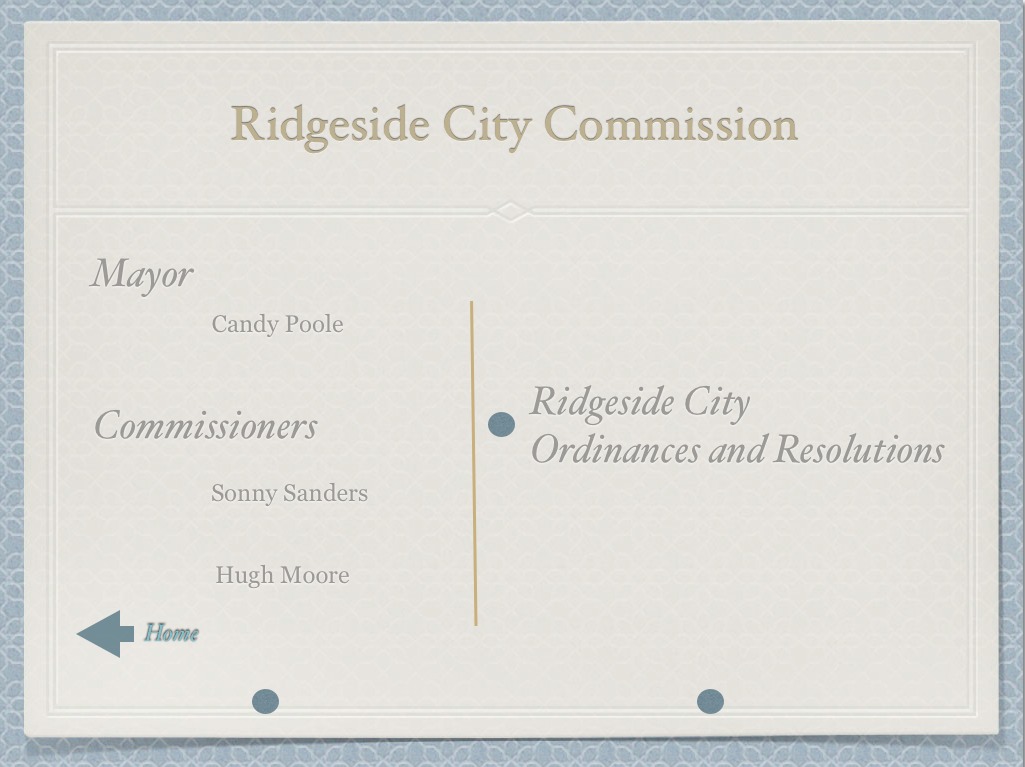 Ridgeside City Commission
Mayor
Candy Poole
Commissioners
Sonny Sanders
Hugh Moore
Home
Ridgeside City
Ordinances and Resolutions